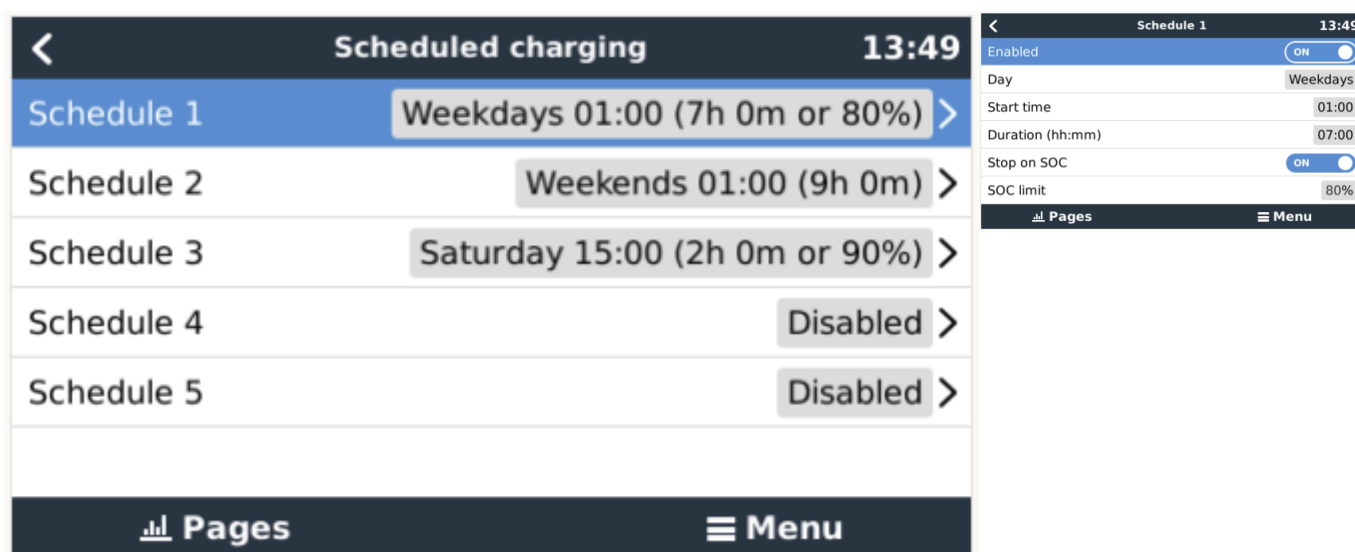 Scheduled charging 13:49
Schedule 1 Weekdays 01:00 (7h 0m or 80%)
Schedule 2 Weekends 01:00 (9h 0m)
Schedule 3 Saturday 15:00 (2h 0m or 90%)
Schedule 4 Disabled
Schedule 5 Disabled
Pages Menu
Schedule 1 13:49
Enabled ON
Day Weekdays
Start time 01:00
Duration (hh:mm) 07:00
Stop on SOC ON
SOC limit 80%
Pages Menu